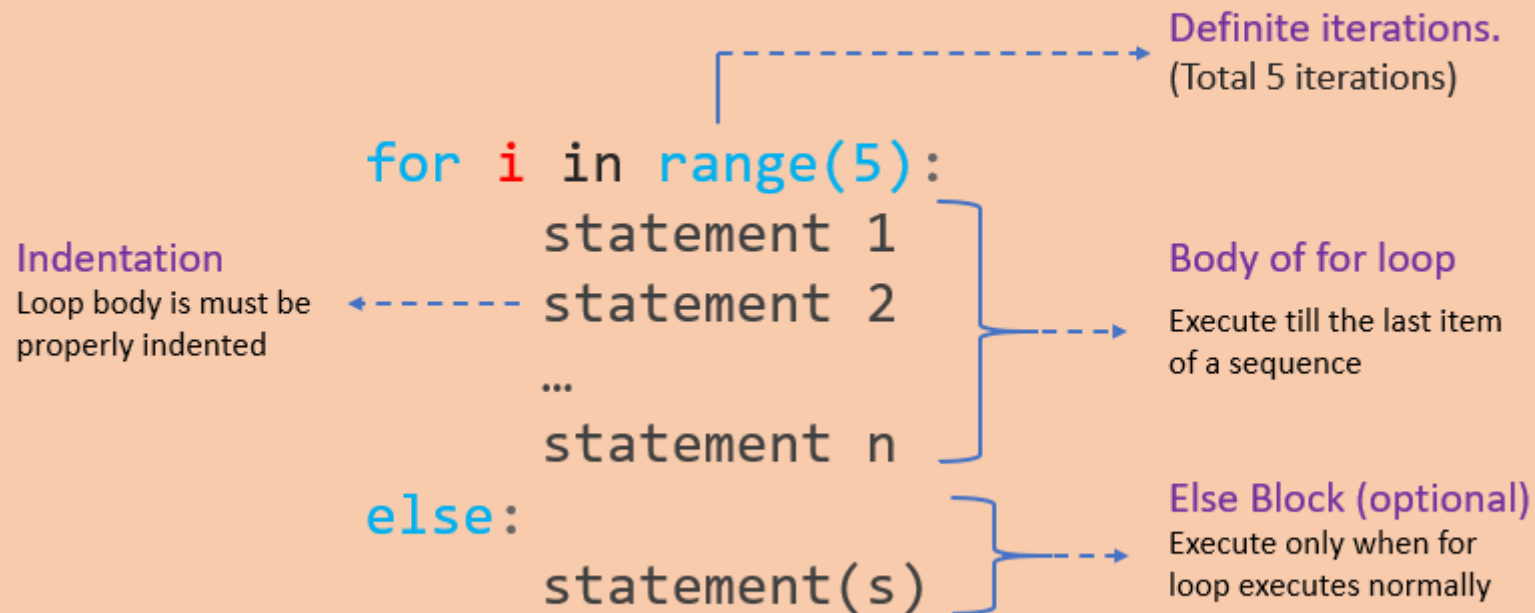 Definite iterations.
(Total 5 iterations)
for i in range(5):
statement 1
statement 2
…
statement n
else:
statement(s)
Indentation
Loop body is must be
properly indented
Body of for loop
Execute till the last item
of a sequence
Else Block (optional)
Execute only when for
loop executes normally